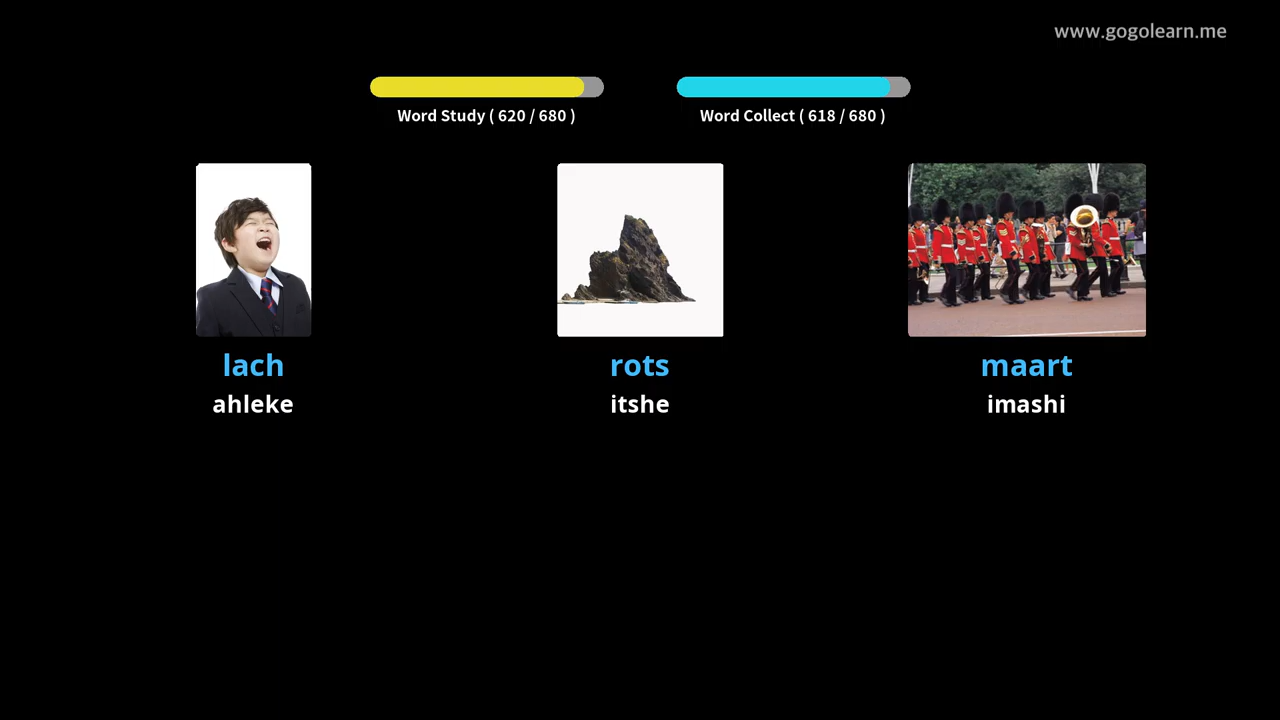 www.gogolearn.me
Word Study ( 620 / 680 )
Word Collect ( 618 / 680 )
lach
ahleke
rots
itshe
maart
imashi